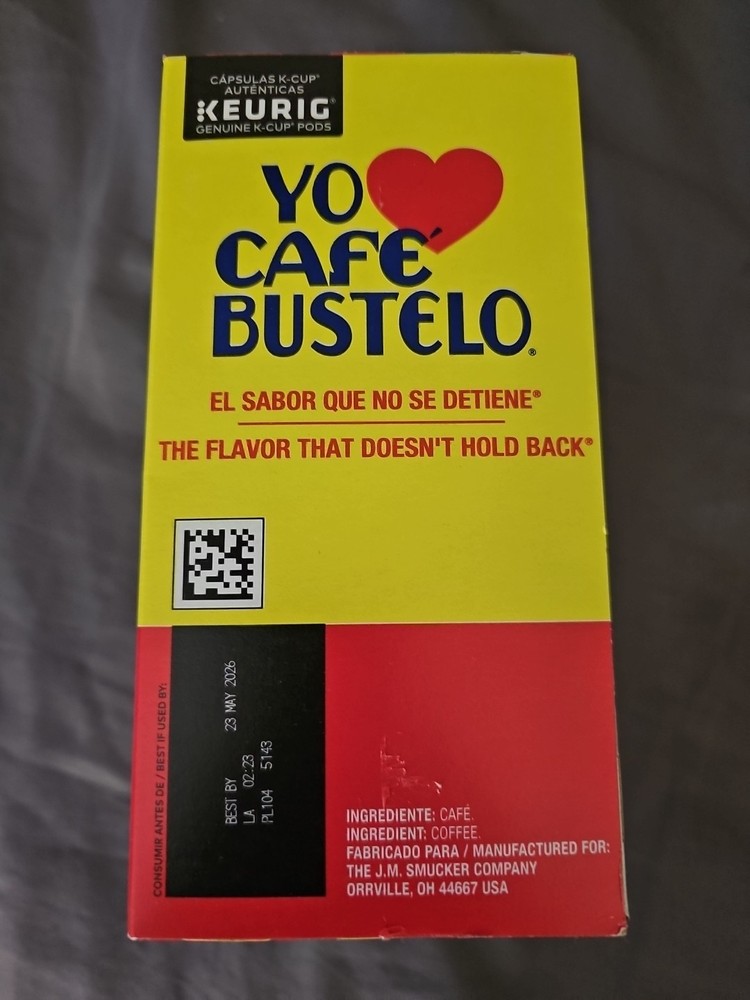 CÁPSULAS K-CUP®
AUTÉNTICAS
KEURIG®
GENUINE K-CUP® PODS
YO
CAFÉ
BUSTELO®
EL SABOR QUE NO SE DETIENE®
THE FLAVOR THAT DOESN'T HOLD BACK®
CONSUMIR ANTES DE / BEST IF USED BY:
BEST BY 23 MAY 2026
LA 02:23
PL104 5143
INGREDIENTE: CAFÉ.
INGREDIENT: COFFEE.
FABRICADO PARA / MANUFACTURED FOR:
THE J.M. SMUCKER COMPANY
ORRVILLE, OH 44667 USA